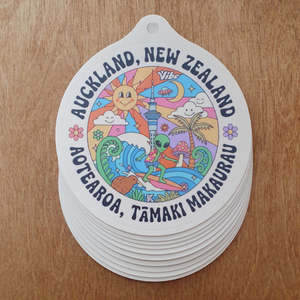 AUCKLAND, NEW ZEALAND
Vibe
AOTEAROA, TĀMAKI MAKAURAU